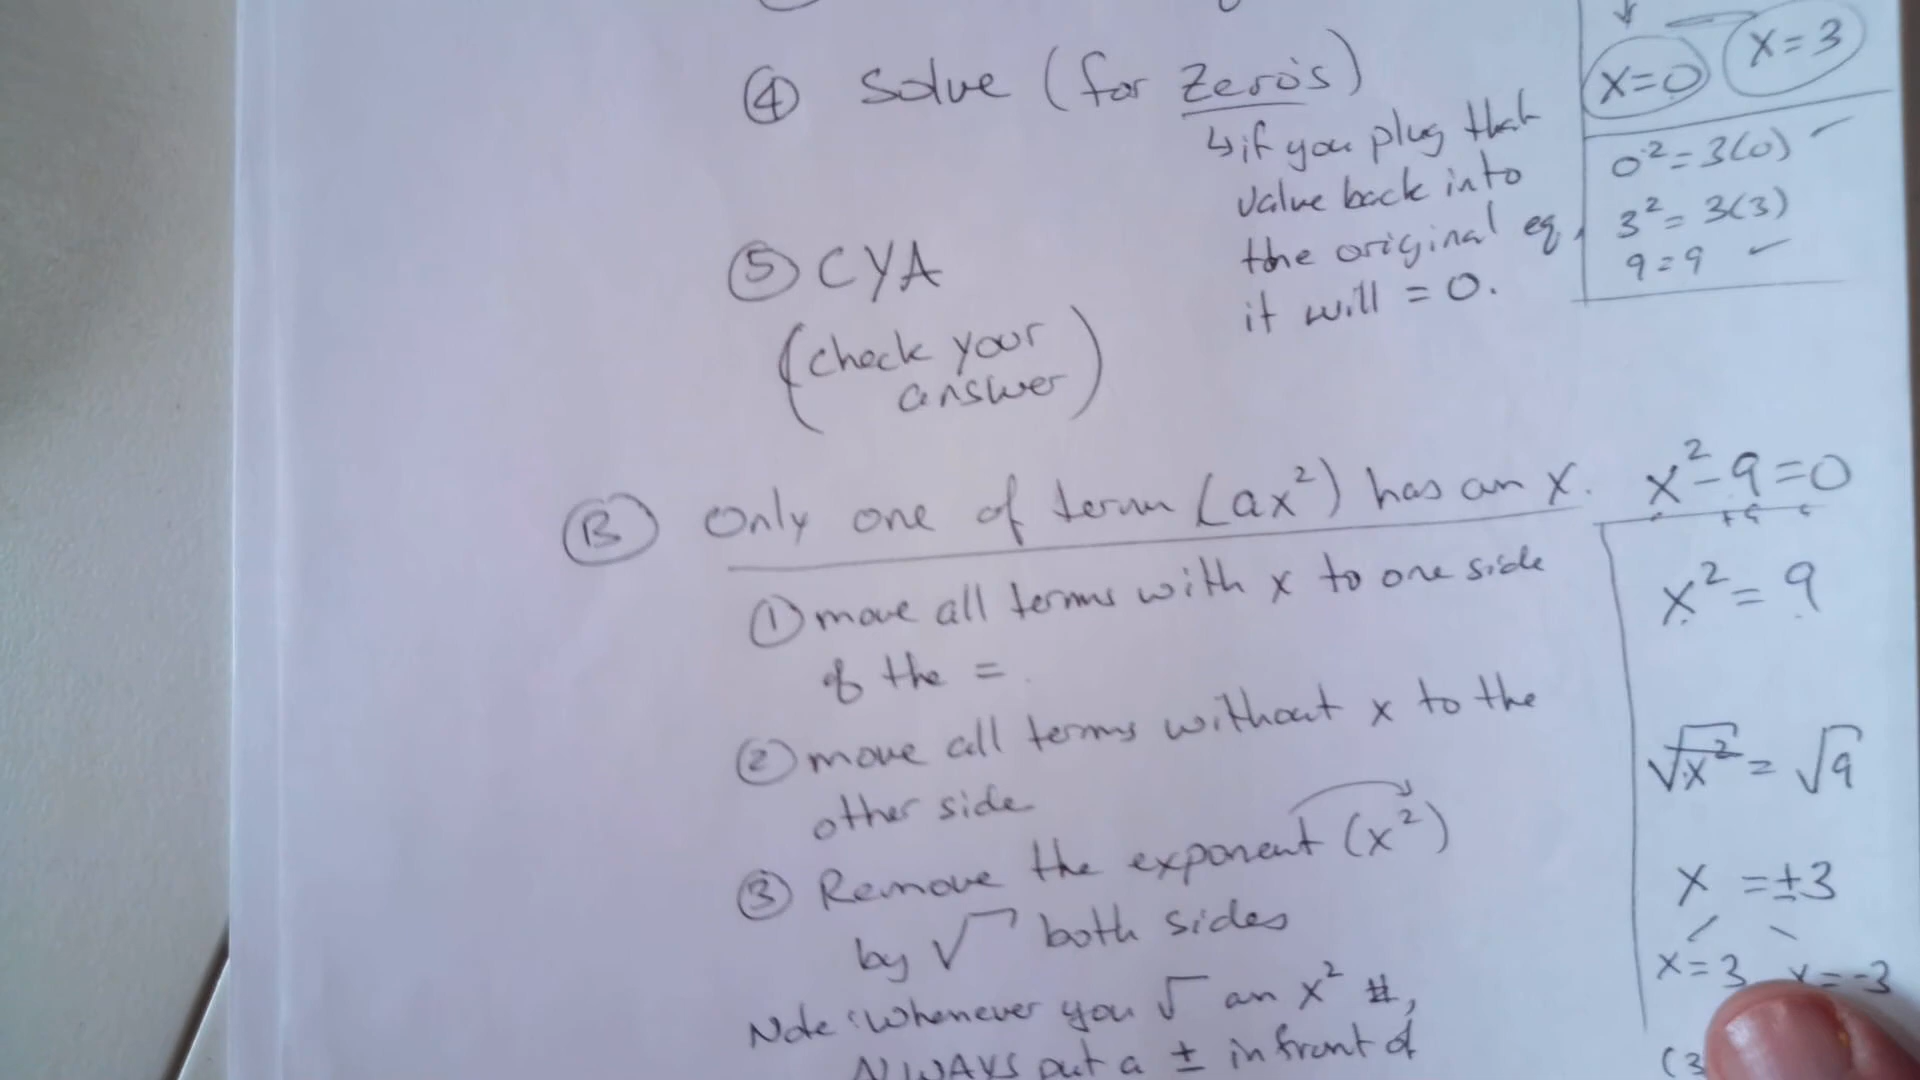 ④ Solve (for zero's)
↳ if you plug that
value back into
the original eq.
it will = 0.
⑤ CYA
(check your
answer)
x=0 x=3
0²=3(0) ✓
3²=3(3)
9=9 ✓
Ⓑ Only one of term (ax²) has an x.
① move all terms with x to one side
of the =
② move all terms without x to the
other side
③ Remove the exponent (x²)
by √ both sides
Note: Whenever you √ an x² #,
ALWAYS put a ± in front of
x²-9=0
x²=9
√x²=√9
x=±3
x=3 x=-3
(3